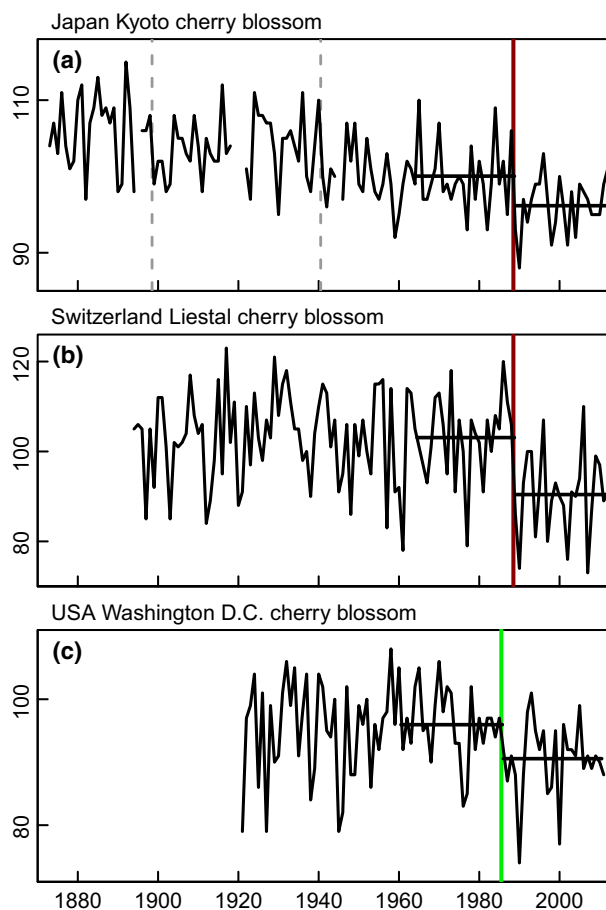 Japan Kyoto cherry blossom
(a)
110
90
Switzerland Liestal cherry blossom
(b)
120
100
80
USA Washington D.C. cherry blossom
(c)
100
80
1880 1900 1920 1940 1960 1980 2000